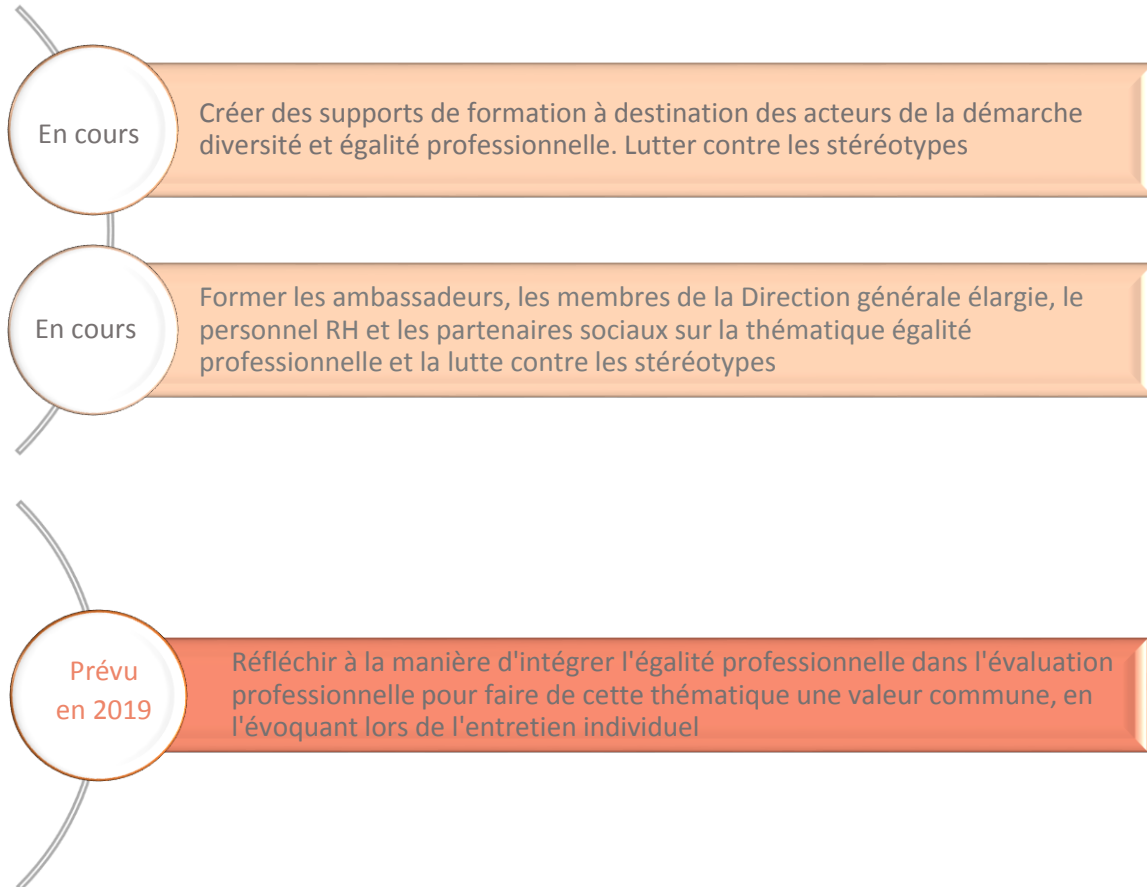 En cours
Créer des supports de formation à destination des acteurs de la démarche
diversité et égalité professionnelle. Lutter contre les stéréotypes
En cours
Former les ambassadeurs, les membres de la Direction générale élargie, le
personnel RH et les partenaires sociaux sur la thématique égalité
professionnelle et la lutte contre les stéréotypes
Prévu
en 2019
Réfléchir à la manière d'intégrer l'égalité professionnelle dans l'évaluation
professionnelle pour faire de cette thématique une valeur commune, en
l'évoquant lors de l'entretien individuel